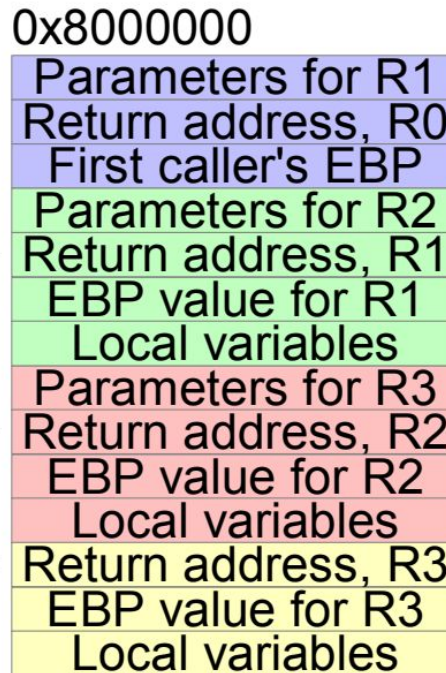 0x8000000
Parameters for R1
Return address, R0
First caller's EBP
Parameters for R2
Return address, R1
EBP value for R1
Local variables
Parameters for R3
Return address, R2
EBP value for R2
Local variables
Return address, R3
EBP value for R3
Local variables